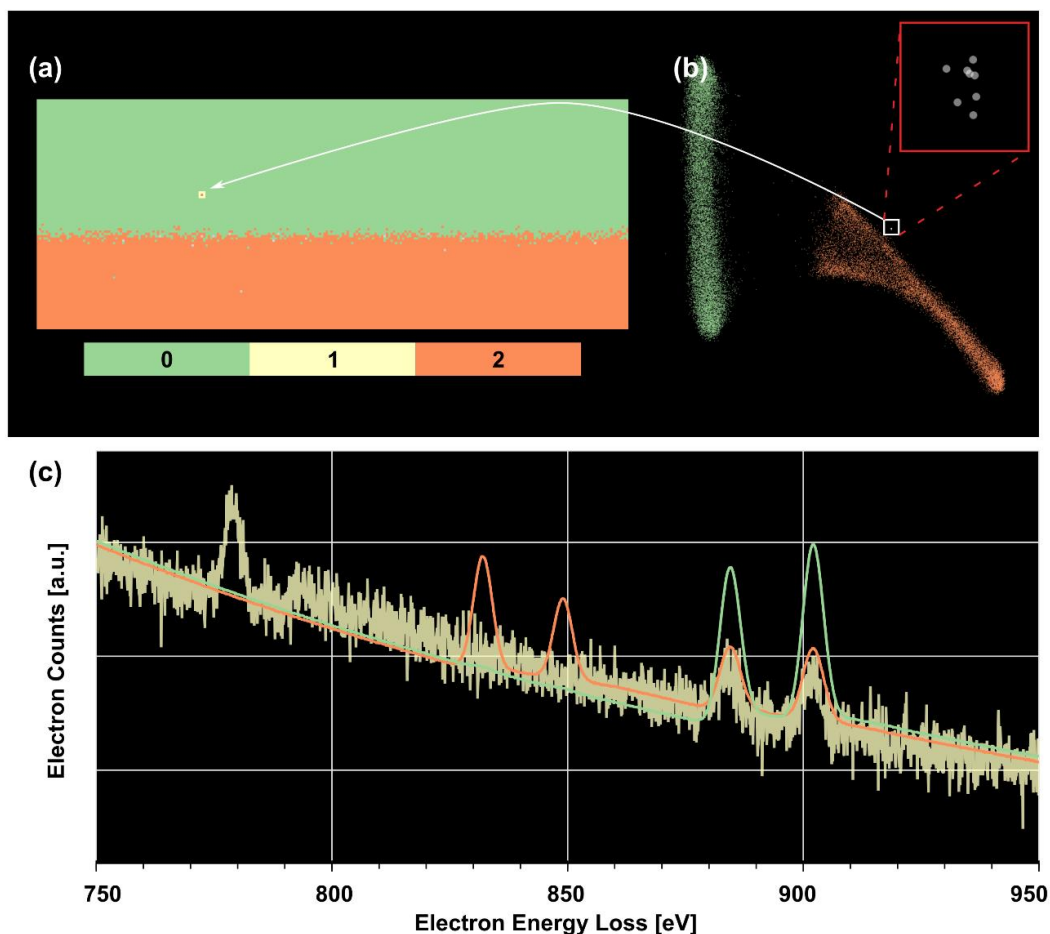 (a)
(b)
0 1 2
(c)
Electron Counts [a.u.]
750 800 850 900 950
Electron Energy Loss [eV]